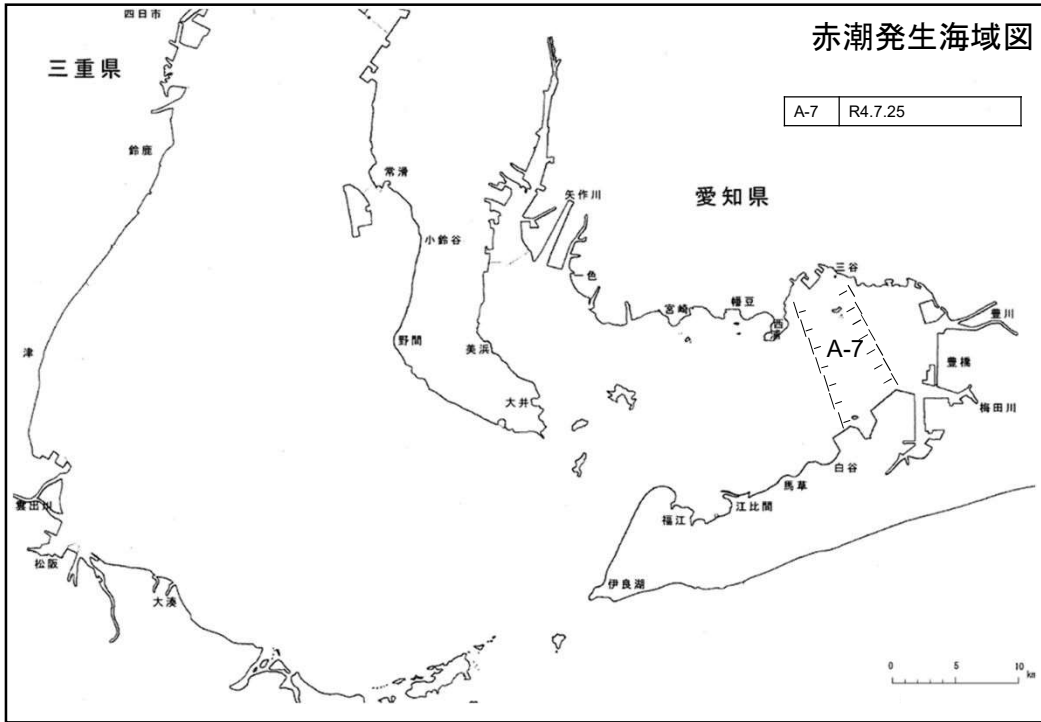 赤潮発生海域図
A-7 R4.7.25
四日市
三重県
鈴鹿
津
雲出川
松阪
大湊
常滑
小鈴谷
野間
美浜
大井
矢作川
愛知県
一色
宮崎
幡豆
西浦
三谷
豊川
豊橋
梅田川
A-7
白谷
馬草
江比間
福江
伊良湖
0 5 10
km